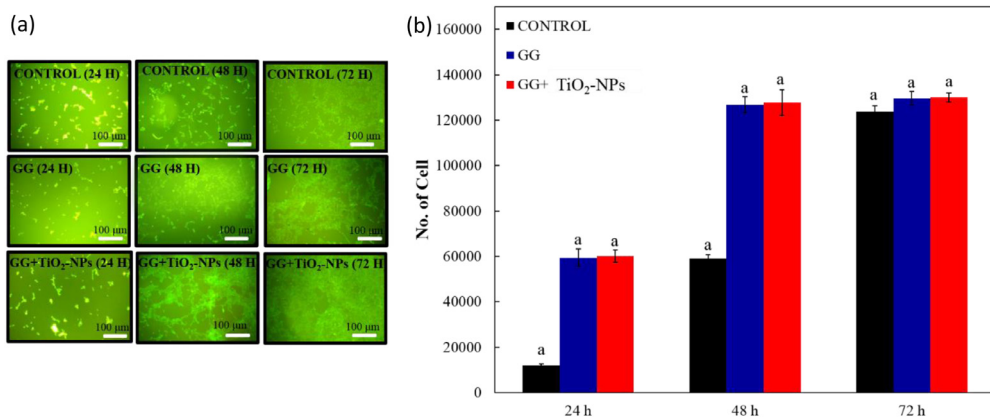 (a)
CONTROL (24 H)
100 μm
CONTROL (48 H)
100 μm
CONTROL (72 H)
100 μm
GG (24 H)
100 μm
GG (48 H)
100 μm
GG (72 H)
100 μm
GG+TiO₂-NPs (24 H)
100 μm
GG+TiO₂-NPs (48 H)
100 μm
GG+TiO₂-NPs (72 H)
100 μm
(b)
No. of Cell
160000
140000
120000
100000
80000
60000
40000
20000
0
CONTROL
GG
GG+ TiO₂-NPs
a
a
a
a
a
a
a
a
a
24 h
48 h
72 h